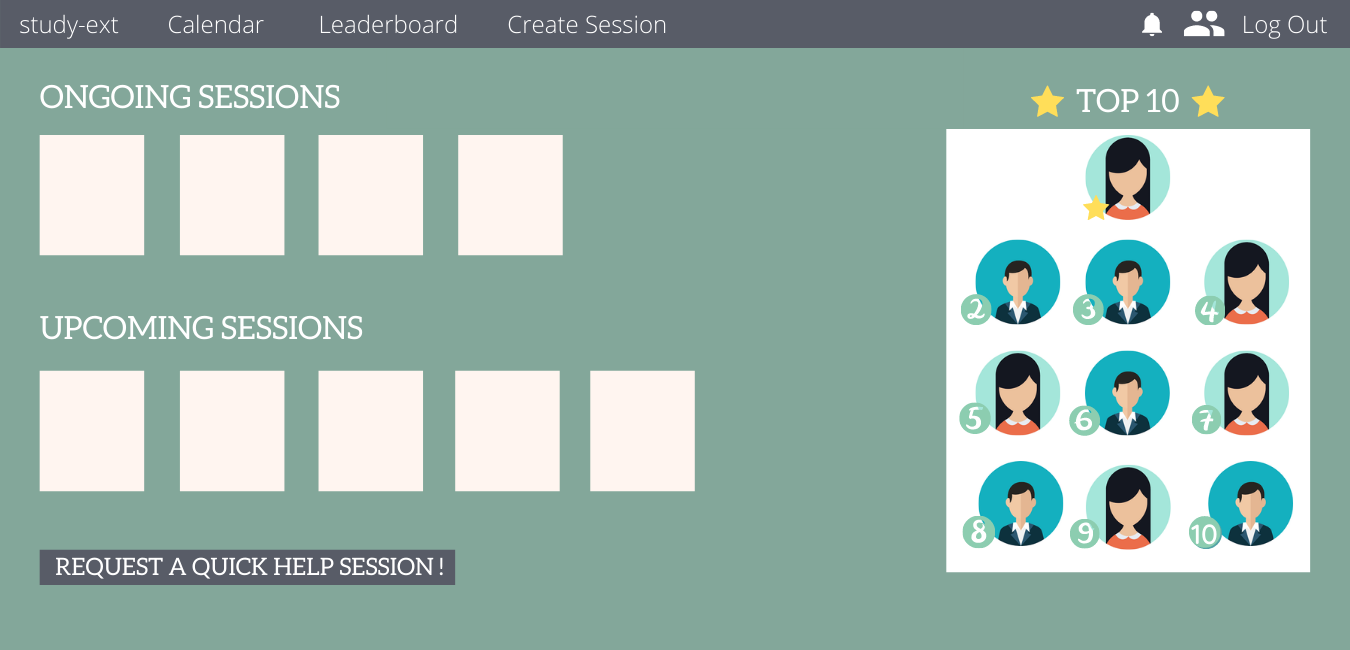 study-ext Calendar Leaderboard Create Session Log Out
ONGOING SESSIONS
UPCOMING SESSIONS
REQUEST A QUICK HELP SESSION !
TOP 10
2 3 4
5 6 7
8 9 10